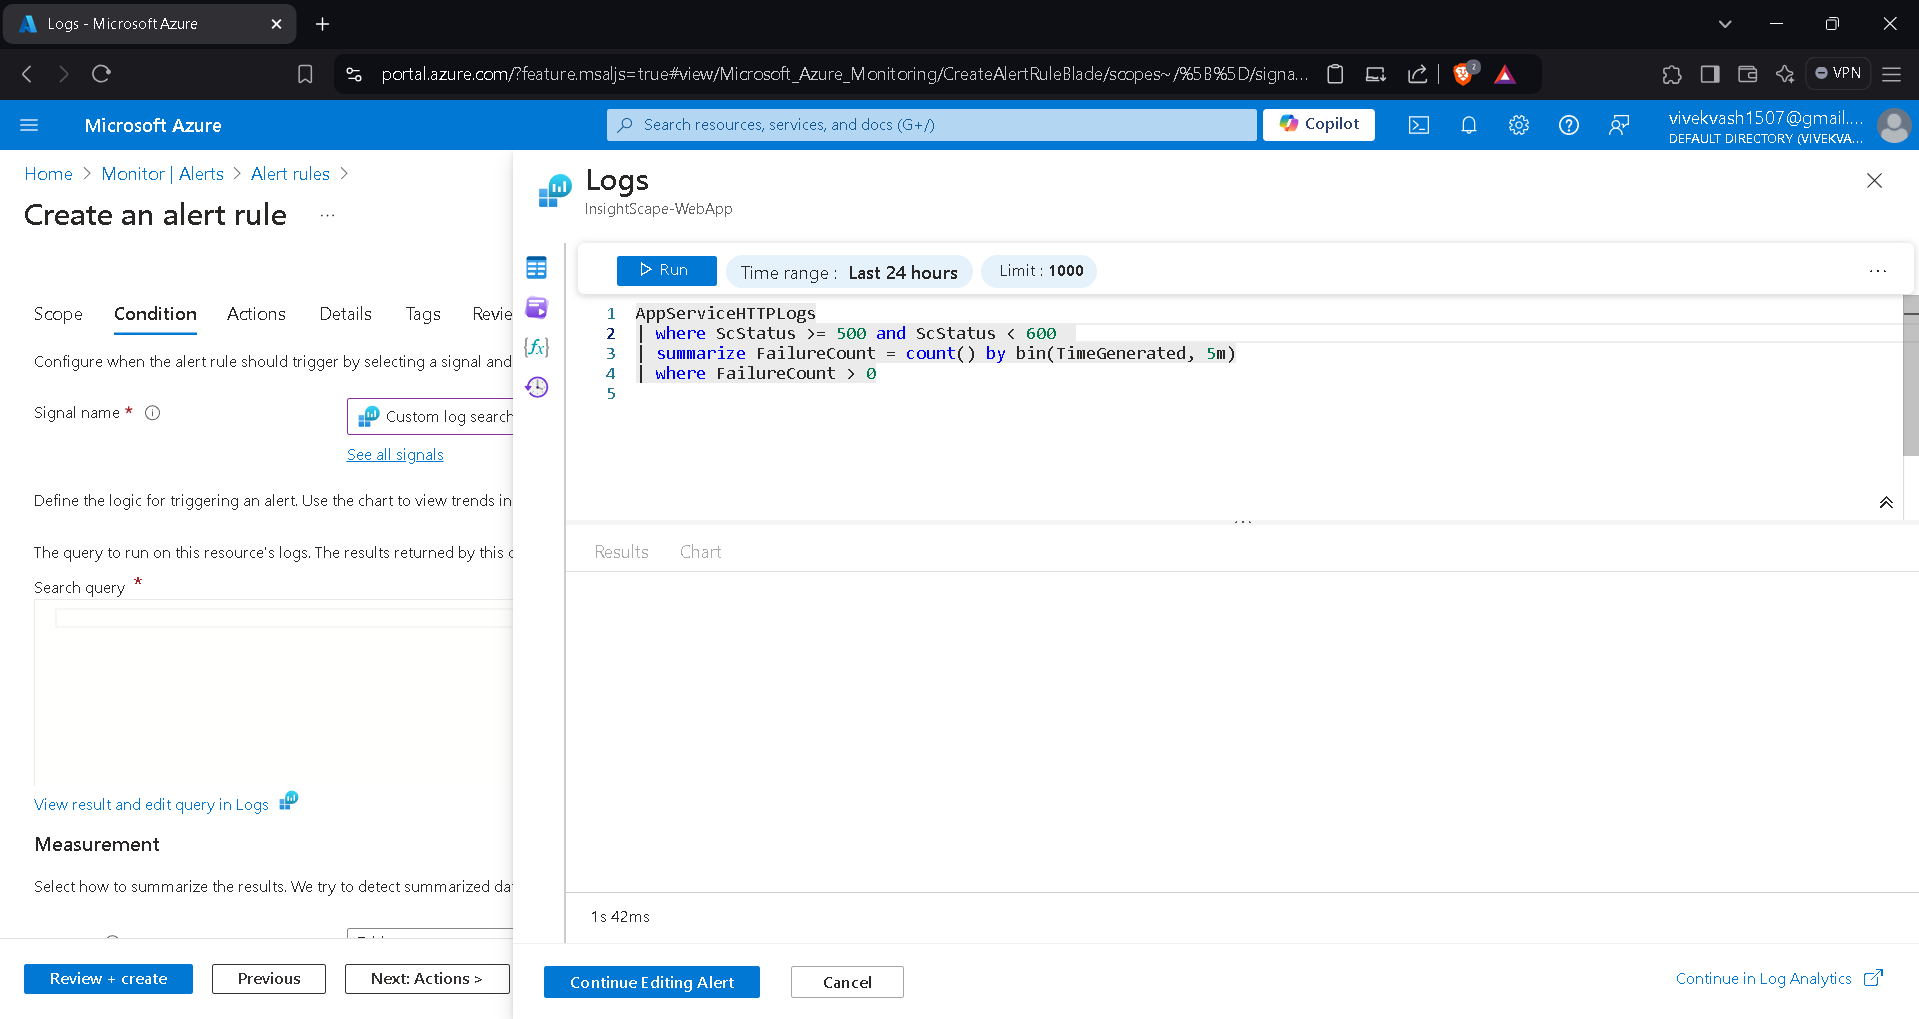 Logs - Microsoft Azure
portal.azure.com/?feature.msaljs=true#view/Microsoft_Azure_Monitoring/CreateAlertRuleBlade/scopes~/%5B%5D/signa...
2
VPN
Microsoft Azure
Search resources, services, and docs (G+/)
Copilot
vivekvash1507@gmail....
DEFAULT DIRECTORY (VIVEKVA...
Home > Monitor | Alerts > Alert rules >
Create an alert rule ...
Scope Condition Actions Details Tags Revie
Configure when the alert rule should trigger by selecting a signal and
Signal name *
Custom log search
See all signals
Define the logic for triggering an alert. Use the chart to view trends in
The query to run on this resource's logs. The results returned by this
Search query *
View result and edit query in Logs
Measurement
Select how to summarize the results. We try to detect summarized da
Review + create
Previous
Next: Actions >
Logs
InsightScape-WebApp
Run
Time range : Last 24 hours
Limit : 1000
...
1 AppServiceHTTPLogs
2 | where ScStatus >= 500 and ScStatus < 600
3 | summarize FailureCount = count() by bin(TimeGenerated, 5m)
4 | where FailureCount > 0
5
Results Chart
1s 42ms
Continue Editing Alert
Cancel
Continue in Log Analytics